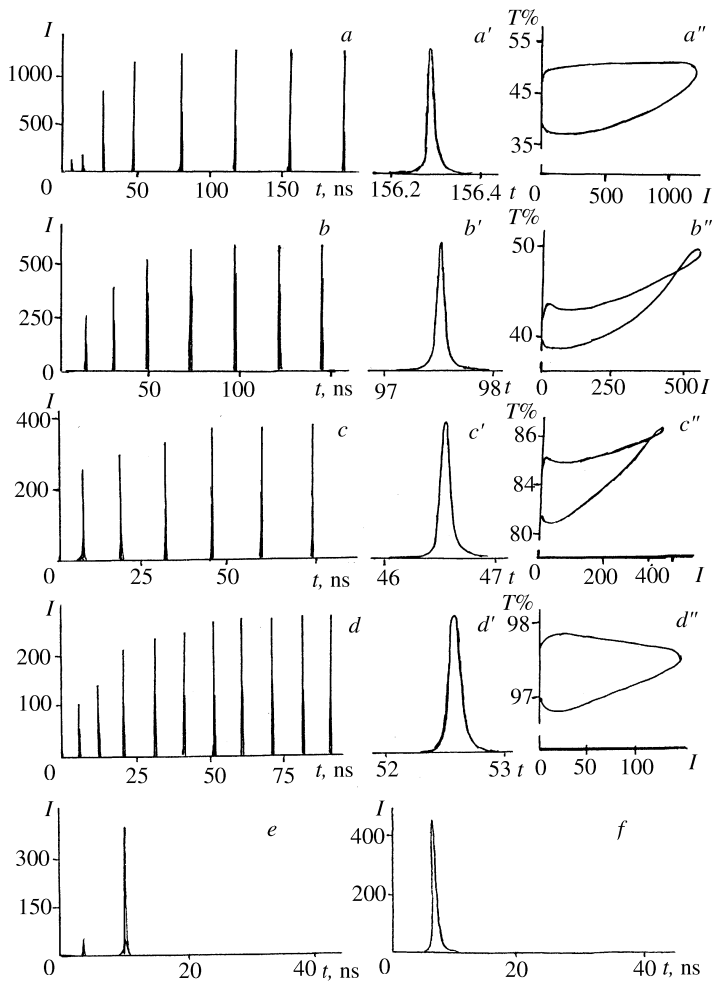 I a a' T% a"
1000
500
0 50 100 150 t, ns
156.2 156.4 t
55
45
35
0 500 1000 I
I b b' T% b"
500
250
0 50 100 t, ns
97 98 t
50
40
0 250 500 I
I c c' T% c"
400
200
0 25 50 t, ns
46 47 t
86
84
80
0 200 400 I
I d d' T% d"
200
100
0 25 50 75 t, ns
52 53 t
98
97
0 50 100 I
I e
300
150
0 20 40 t, ns
I f
400
200
0 20 40 t, ns